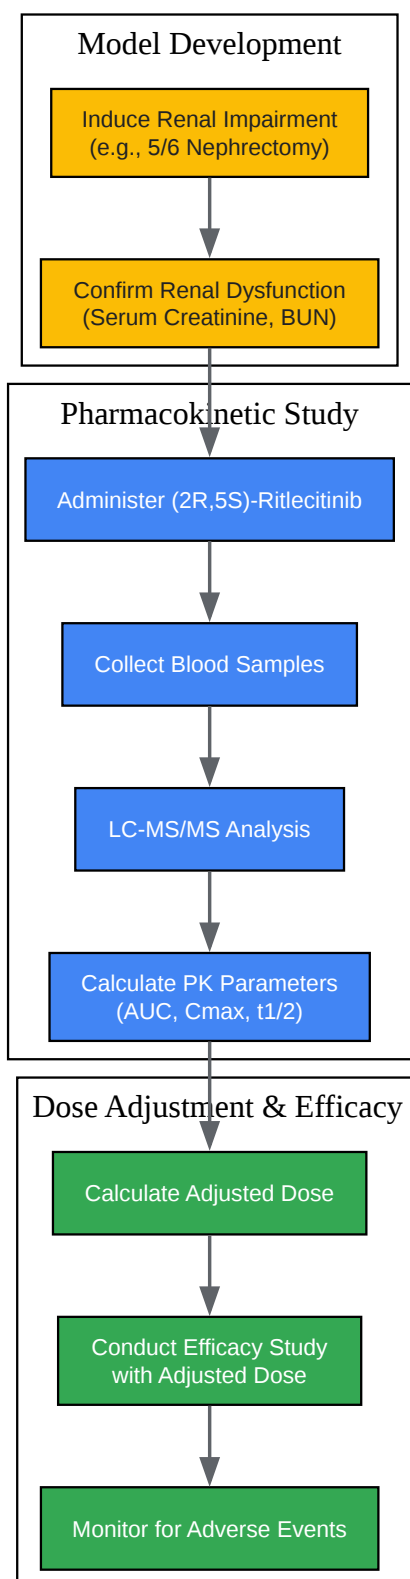 Model Development
Induce Renal Impairment
(e.g., 5/6 Nephrectomy)
Confirm Renal Dysfunction
(Serum Creatinine, BUN)
Pharmacokinetic Study
Administer (2R,5S)-Ritlecitinib
Collect Blood Samples
LC-MS/MS Analysis
Calculate PK Parameters
(AUC, Cmax, t1/2)
Dose Adjustment & Efficacy
Calculate Adjusted Dose
Conduct Efficacy Study
with Adjusted Dose
Monitor for Adverse Events